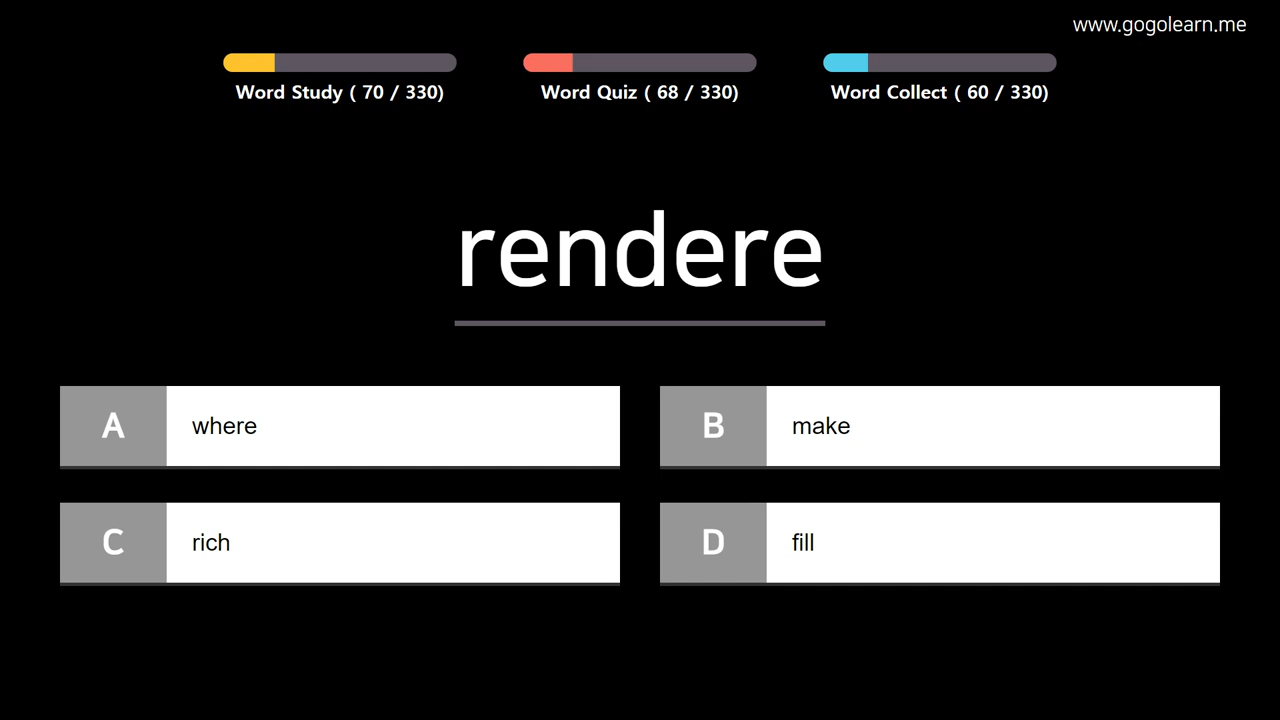 www.gogolearn.me
Word Study ( 70 / 330)
Word Quiz ( 68 / 330)
Word Collect ( 60 / 330)
rendere
A where
B make
C rich
D fill